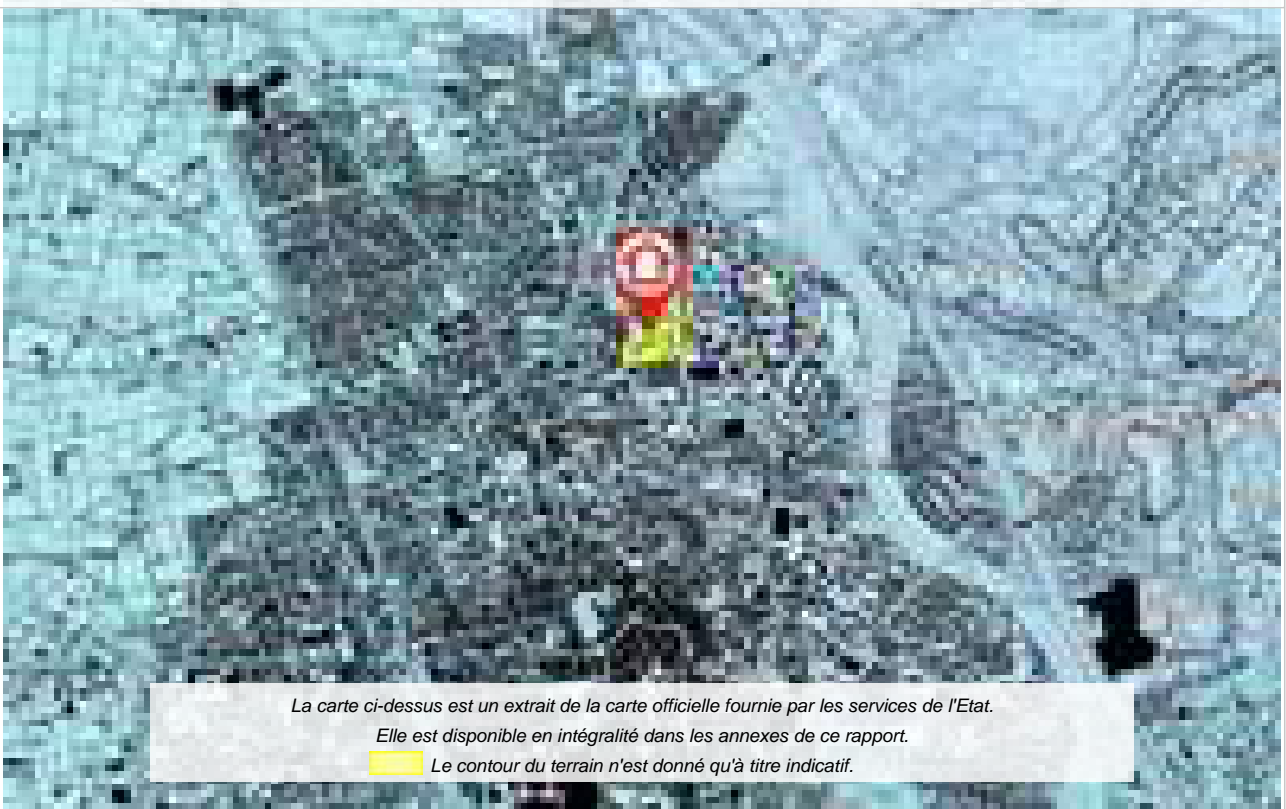 La carte ci-dessus est un extrait de la carte officielle fournie par les services de l'Etat.
Elle est disponible en intégralité dans les annexes de ce rapport.
Le contour du terrain n'est donné qu'à titre indicatif.